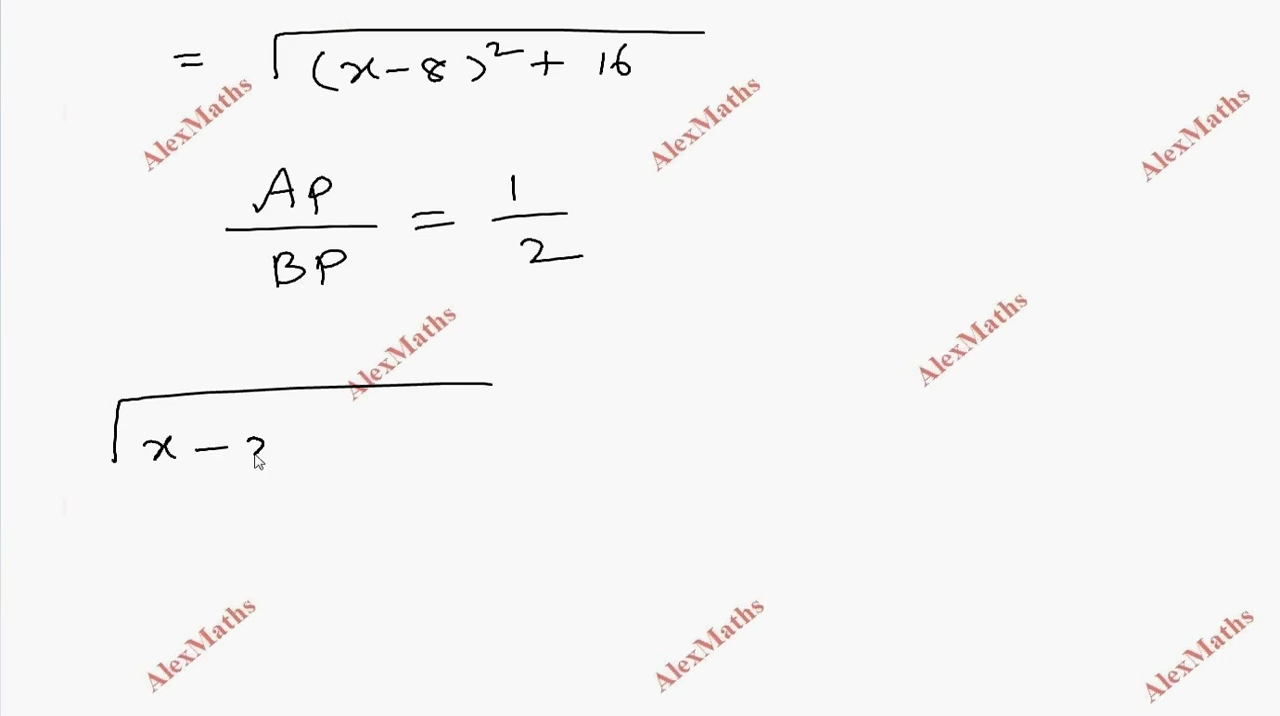 = √((x-8)² + 16)
AlexMaths AlexMaths AlexMaths
AP/BP = 1/2
AlexMaths AlexMaths
√(x -
AlexMaths AlexMaths AlexMaths